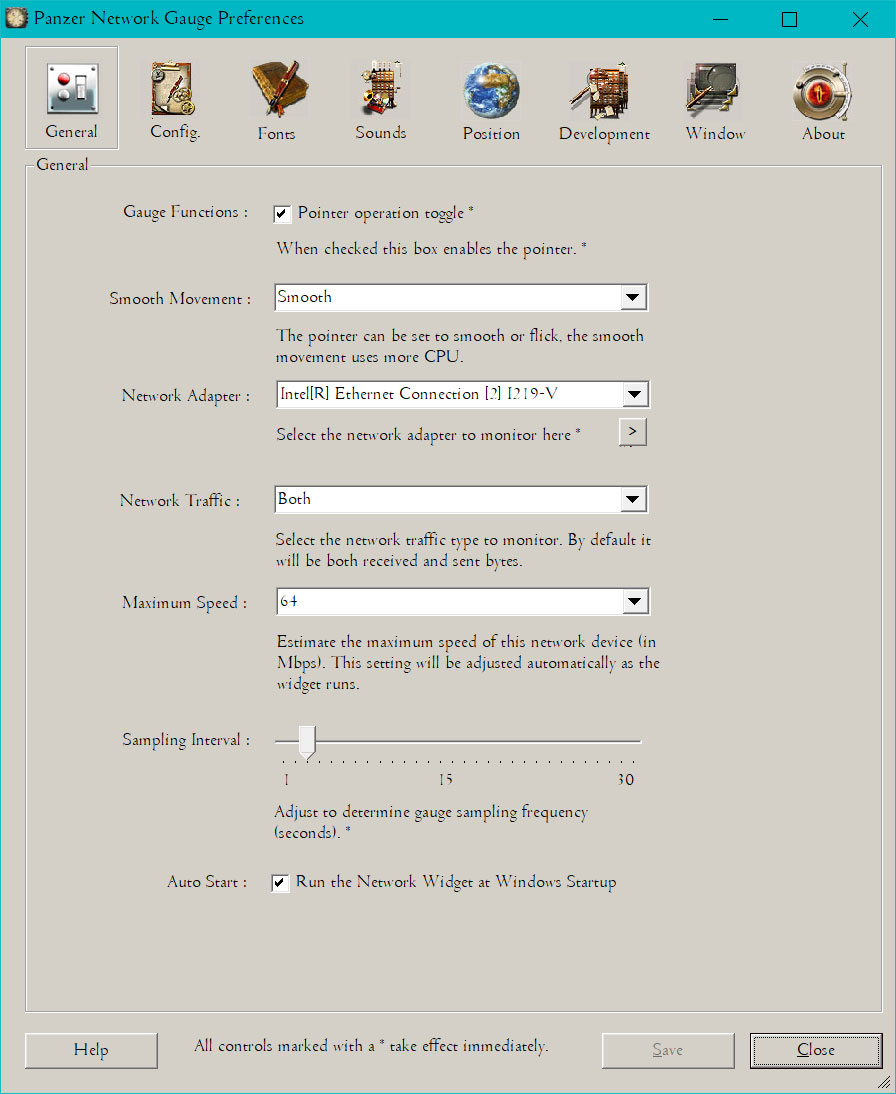 Panzer Network Gauge Preferences
General
Config.
Fonts
Sounds
Position
Development
Window
About
General
Gauge Functions : Pointer operation toggle *
When checked this box enables the pointer. *
Smooth Movement : Smooth
The pointer can be set to smooth or flick, the smooth
movement uses more CPU.
Network Adapter : Intel[R] Ethernet Connection [2] I219-V
Select the network adapter to monitor here * >
Network Traffic : Both
Select the network traffic type to monitor. By default it
will be both received and sent bytes.
Maximum Speed : 64
Estimate the maximum speed of this network device (in
Mbps). This setting will be adjusted automatically as the
widget runs.
Sampling Interval :
1 15 30
Adjust to determine gauge sampling frequency
(seconds). *
Auto Start : Run the Network Widget at Windows Startup
Help All controls marked with a * take effect immediately. Save Close